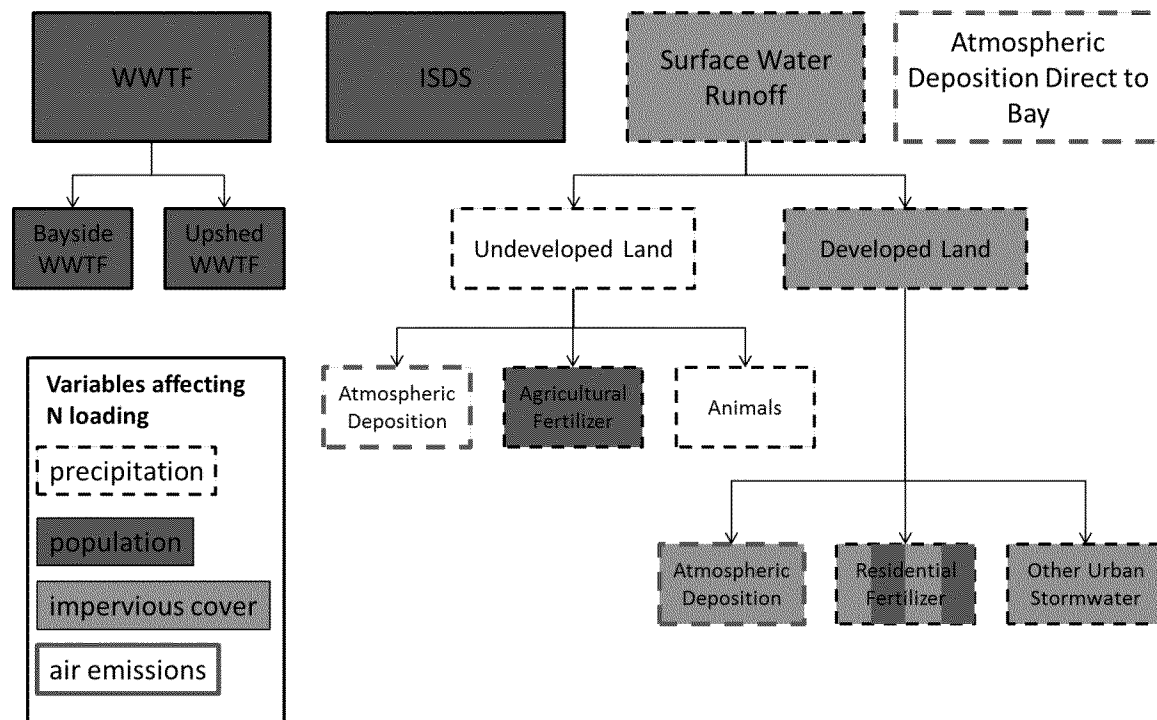 WWTF
ISDS
Surface Water
Runoff
Atmospheric
Deposition Direct to
Bay
Bayside
WWTF
Upshed
WWTF
Undeveloped Land
Developed Land
Atmospheric
Deposition
Agricultural
Fertilizer
Animals
Atmospheric
Deposition
Residential
Fertilizer
Other Urban
Stormwater
Variables affecting
N loading
precipitation
population
impervious cover
air emissions